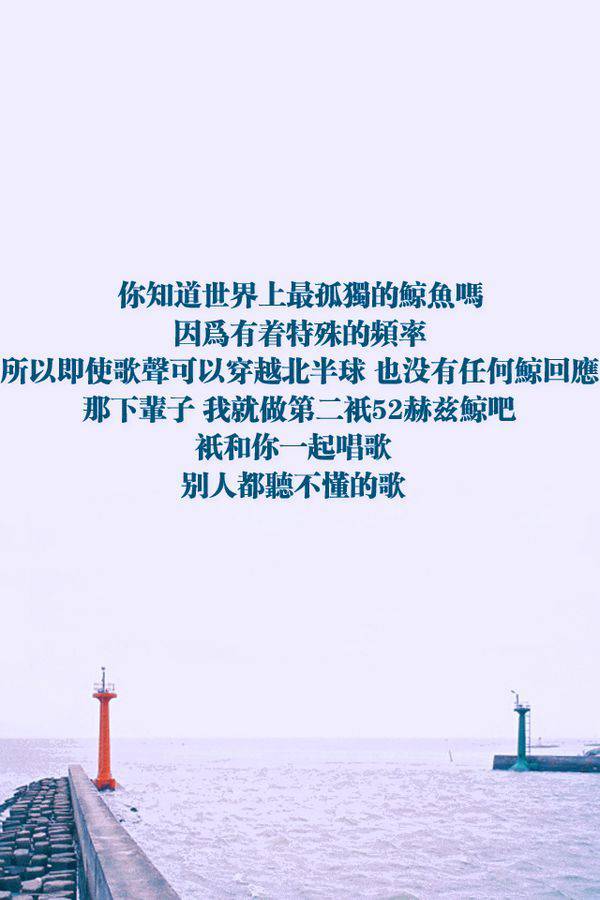 你知道世界上最孤獨的鯨魚嗎
因爲有着特殊的頻率
所以即使歌聲可以穿越北半球 也没有任何鯨回應
那下輩子 我就做第二衹52赫兹鯨吧
衹和你一起唱歌
别人都聽不懂的歌